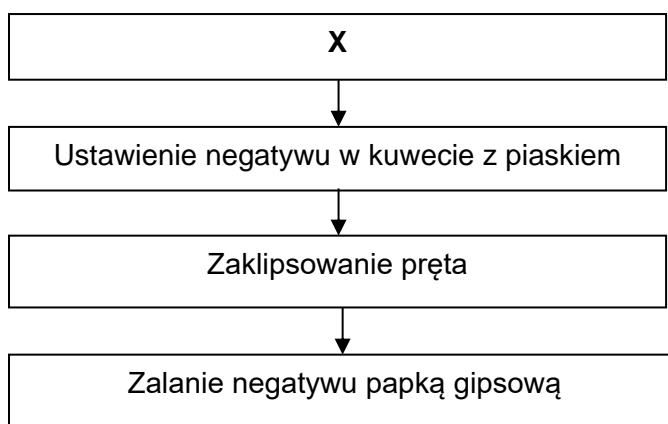 X
Ustawienie negatywu w kuwecie z piaskiem
Zaklipsowanie pręta
Zalanie negatywu papką gipsową